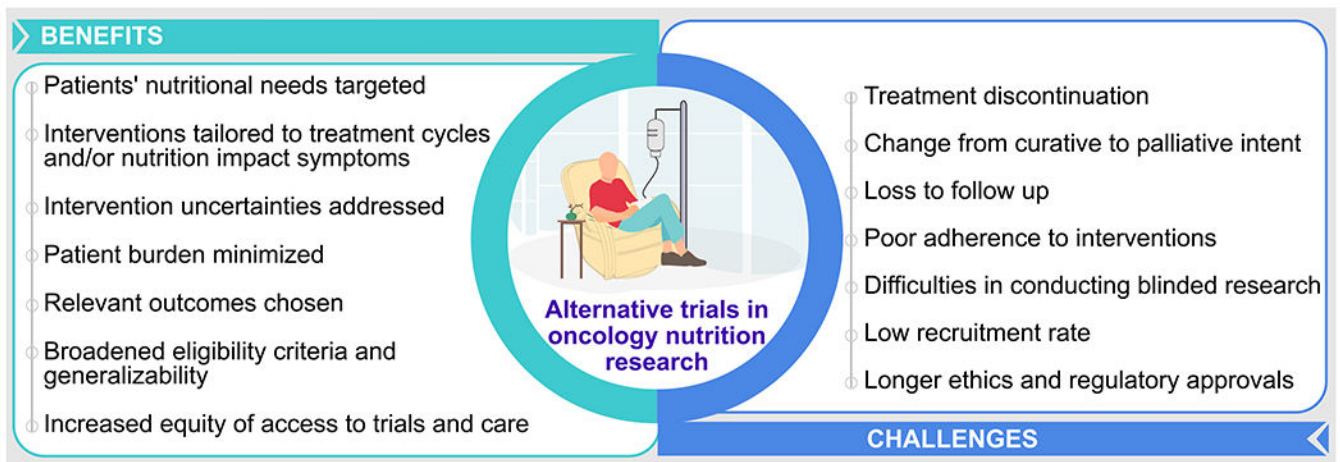 BENEFITS
Patients' nutritional needs targeted
Interventions tailored to treatment cycles
and/or nutrition impact symptoms
Intervention uncertainties addressed
Patient burden minimized
Relevant outcomes chosen
Broadened eligibility criteria and
generalizability
Increased equity of access to trials and care
Alternative trials in
oncology nutrition
research
Treatment discontinuation
Change from curative to palliative intent
Loss to follow up
Poor adherence to interventions
Difficulties in conducting blinded research
Low recruitment rate
Longer ethics and regulatory approvals
CHALLENGES